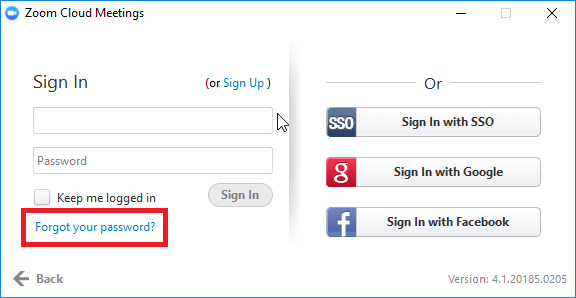 Zoom Cloud Meetings
Sign In
(or Sign Up )
Password
Keep me logged in
Sign In
Forgot your password?
Or
SSO
Sign In with SSO
g
Sign In with Google
f
Sign In with Facebook
Back
Version: 4.1.20185.0205